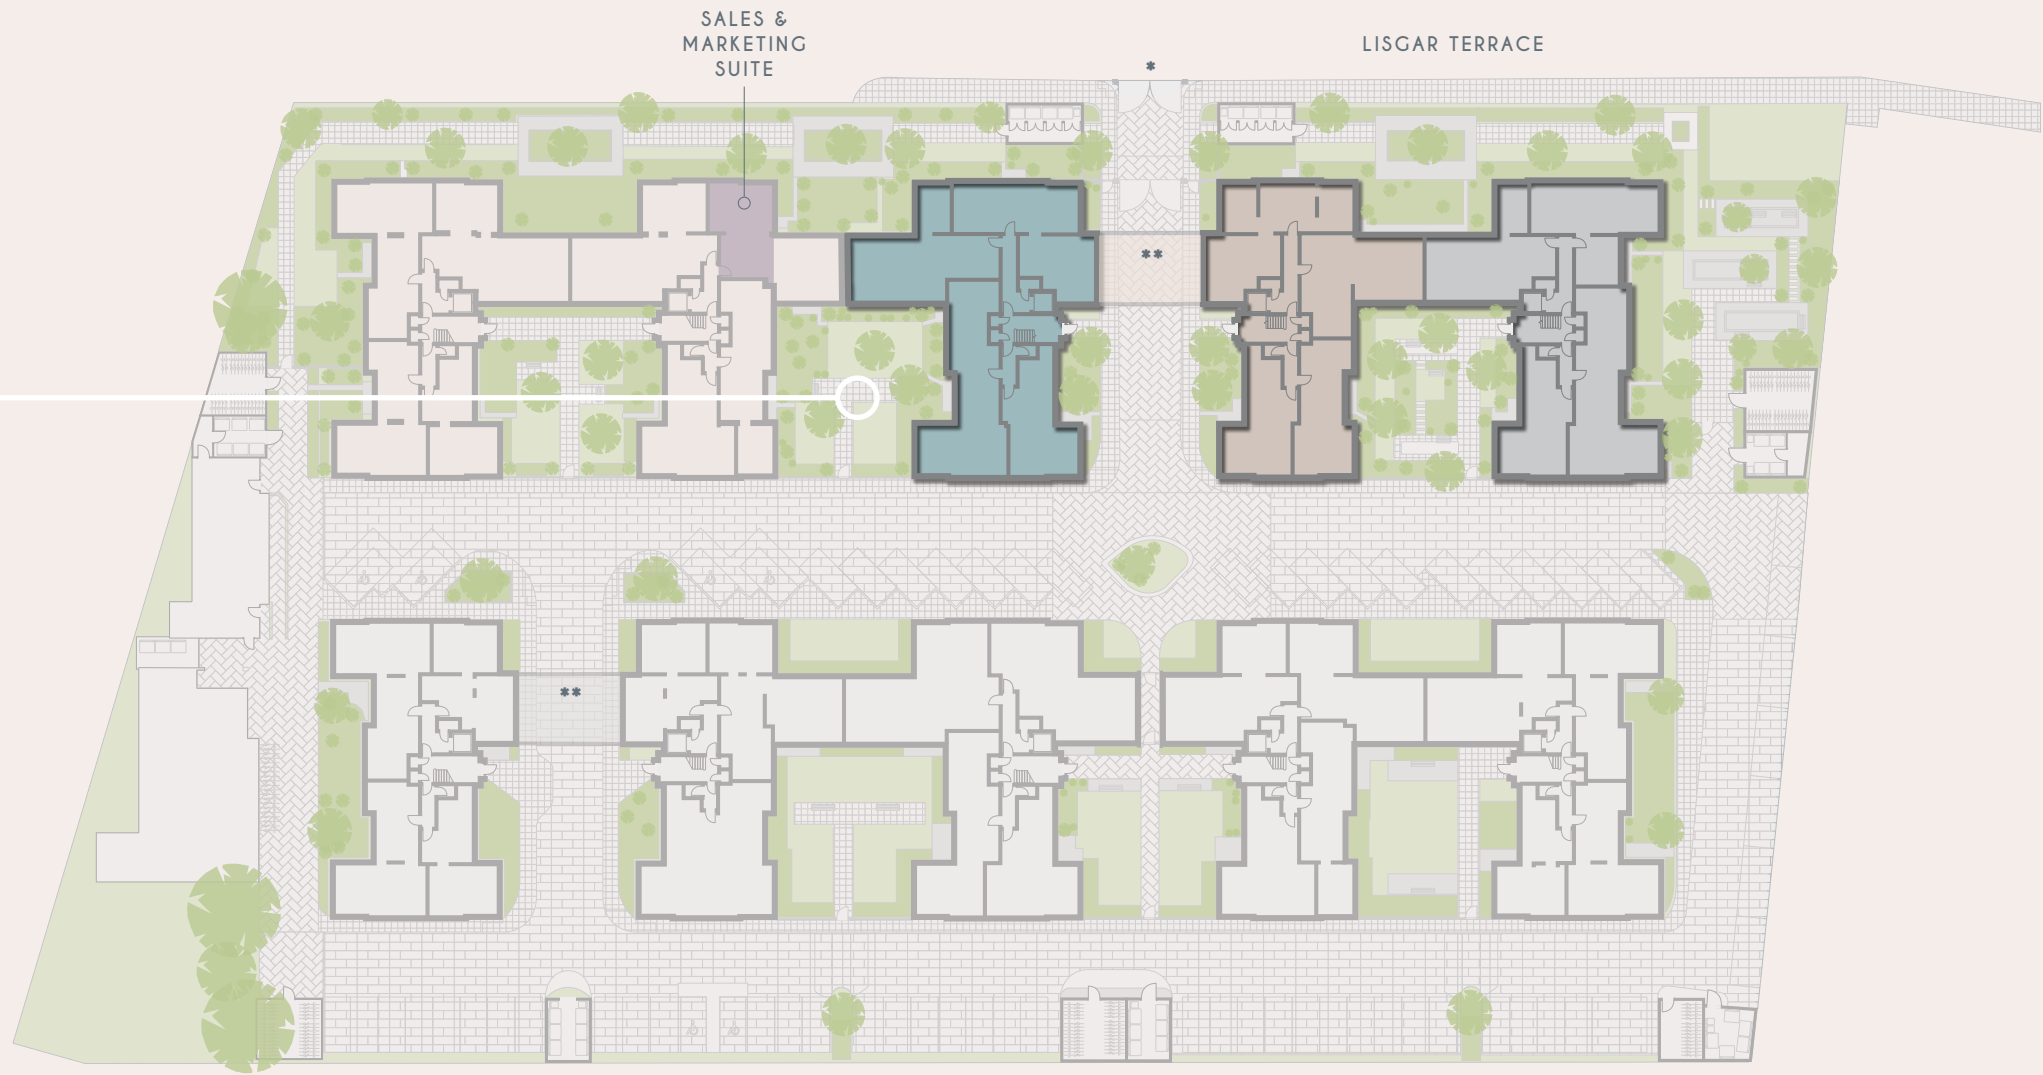 SALES &
MARKETING
SUITE
LISGAR TERRACE
*
**
**